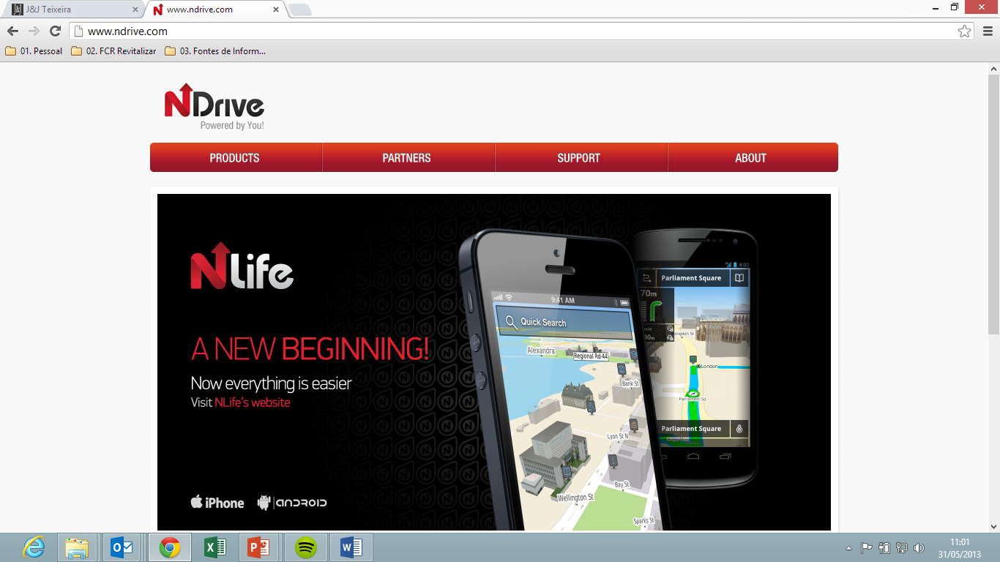 J&J Teixeira
www.ndrive.com
www.ndrive.com
01. Pessoal
02. FCR Revitalizar
03. Fontes de Inform...
NDrive
Powered by You!
PRODUCTS
PARTNERS
SUPPORT
ABOUT
NLife
A NEW BEGINNING!
Now everything is easier
Visit NLife's website
iPhone
ANDROID
9:41 AM
Quick Search
Alexandra
Regional Rd-44
Bank St
Lyon St N
Bay St
Wellington St
Sparks St
4:00
Parliament Square
70m
min
90m
London
Parliament Sq
Parliament Square
11:01
31/05/2013